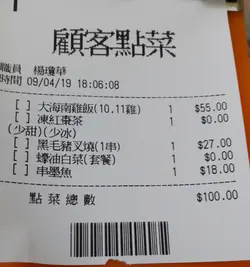 顧客點菜
職員 楊瓊華
時間 09/04/19 18:06:08
[ ] 大海南雞飯(10.11雞) 1 $55.00
[ ] 凍紅棗茶 1 $0.00
(少甜)(少冰)
[ ] 黑毛豬叉燒(1串) 1 $27.00
[ ] 蠔油白菜(套餐) 1 $0.00
[ ] 串墨魚 1 $18.00
點菜總數 $100.00